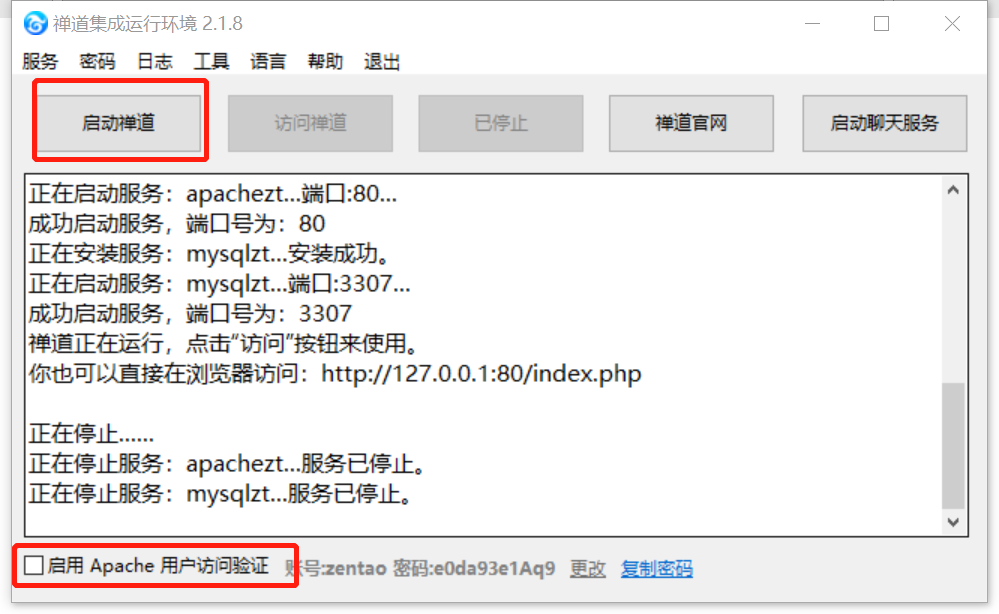 禅道集成运行环境 2.1.8
服务 密码 日志 工具 语言 帮助 退出
启动禅道 访问禅道 已停止 禅道官网 启动聊天服务
正在启动服务：apachezt...端口:80...
成功启动服务，端口号为：80
正在安装服务：mysqlzt...安装成功。
正在启动服务：mysqlzt...端口:3307...
成功启动服务，端口号为：3307
禅道正在运行，点击“访问”按钮来使用。
你也可以直接在浏览器访问：http://127.0.0.1:80/index.php
正在停止......
正在停止服务：apachezt...服务已停止。
正在停止服务：mysqlzt...服务已停止。
启用 Apache 用户访问验证 账号:zentao 密码:e0da93e1Aq9 更改 复制密码